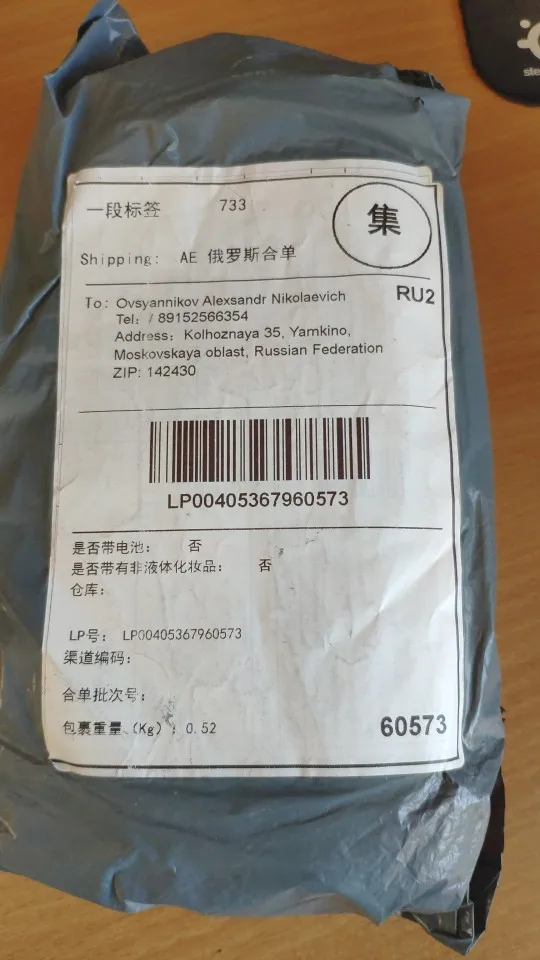 一段标签 733
集
Shipping: AE 俄罗斯合单
To: Ovsyannikov Alexsandr Nikolaevich
RU2
Tel: / 89152566354
Address: Kolhoznaya 35, Yamkino,
Moskovskaya oblast, Russian Federation
ZIP: 142430
LP00405367960573
是否带电池: 否
是否带有非液体化妆品: 否
仓库:
LP号: LP00405367960573
渠道编码:
合单批次号:
包裹重量 (Kg): 0.52
60573